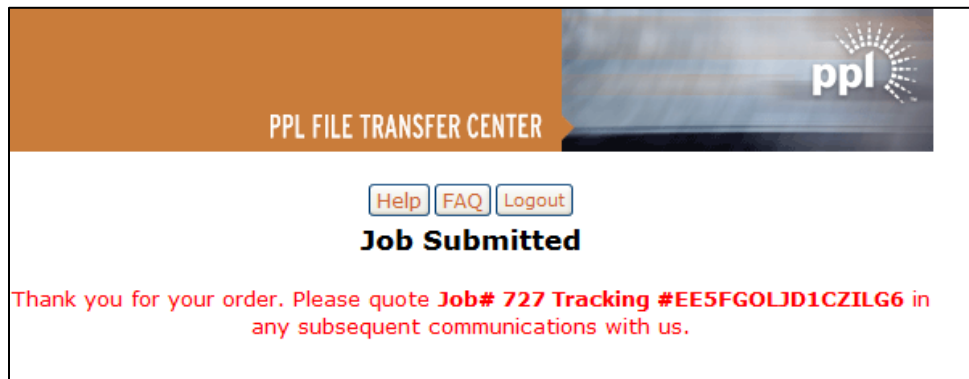 ppl
PPL FILE TRANSFER CENTER
Help FAQ Logout
Job Submitted
Thank you for your order. Please quote Job# 727 Tracking #EE5FGOLJD1CZILG6 in
any subsequent communications with us.